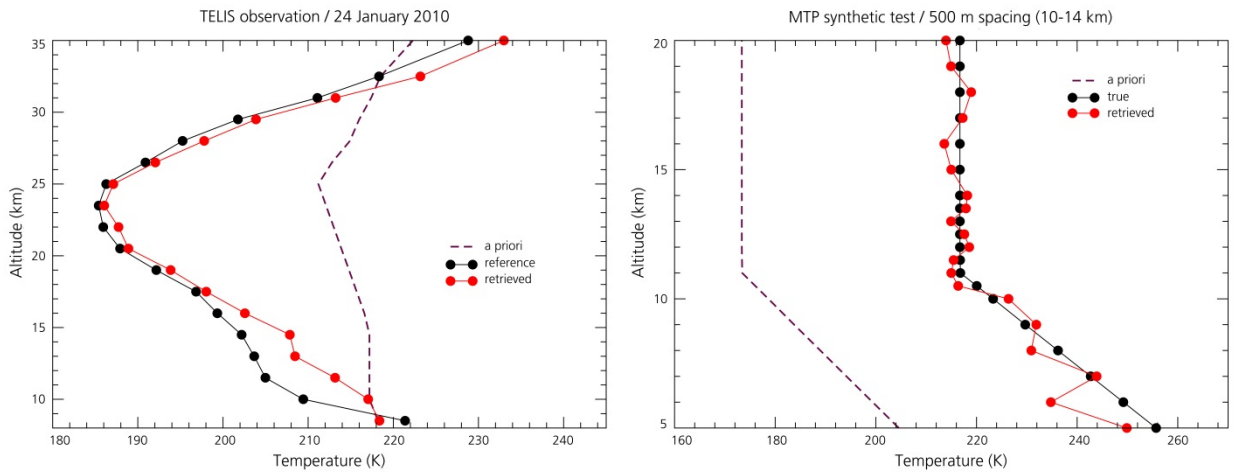 TELIS observation / 24 January 2010
35
30
25
20
15
10
Altitude (km)
a priori
reference
retrieved
180
190
200
210
220
230
240
Temperature (K)
MTP synthetic test / 500 m spacing (10-14 km)
20
15
10
5
Altitude (km)
a priori
true
retrieved
160
180
200
220
240
260
Temperature (K)